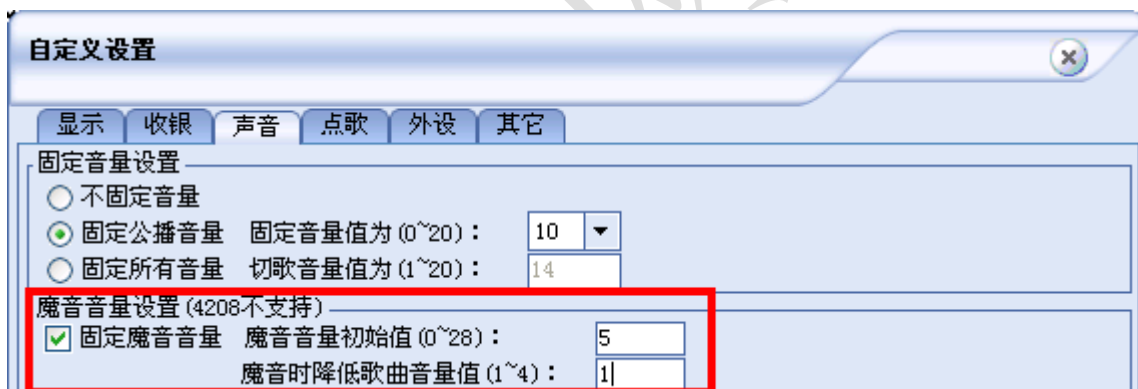 自定义设置
显示 收银 声音 点歌 外设 其它
固定音量设置
不固定音量
固定公播音量 固定音量值为(0~20): 10
固定所有音量 切歌音量值为(1~20): 14
魔音音量设置(4208不支持)
固定魔音音量 魔音音量初始值(0~28): 5
魔音时降低歌曲音量值(1~4): 1